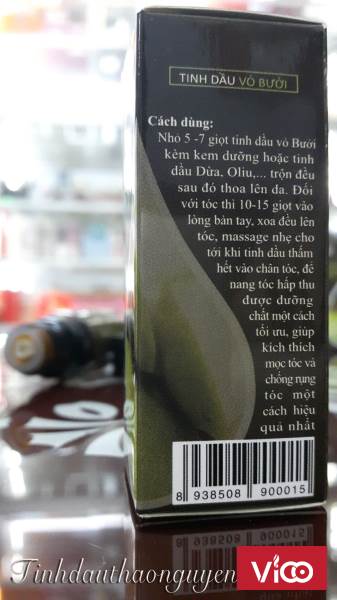 TINH DẦU VỎ BƯỞI
Cách dùng:
Nhỏ 5 -7 giọt tinh dầu vỏ Bưởi
kèm kem dưỡng hoặc tinh
dầu Dừa, Oliu,... trộn đều
sau đó thoa lên da. Đối
với tóc thì 10-15 giọt vào
lòng bàn tay, xoa đều lên
tóc, massage nhẹ cho
tới khi tinh dầu thấm
hết vào chân tóc, để
nang tóc hấp thu
được dưỡng
chất một cách
tối ưu, giúp
kích thích
mọc tóc và
chống rụng
tóc một
cách hiệu
quả nhất
8 938508 900015
Tinhdauthaonguyen
VICO